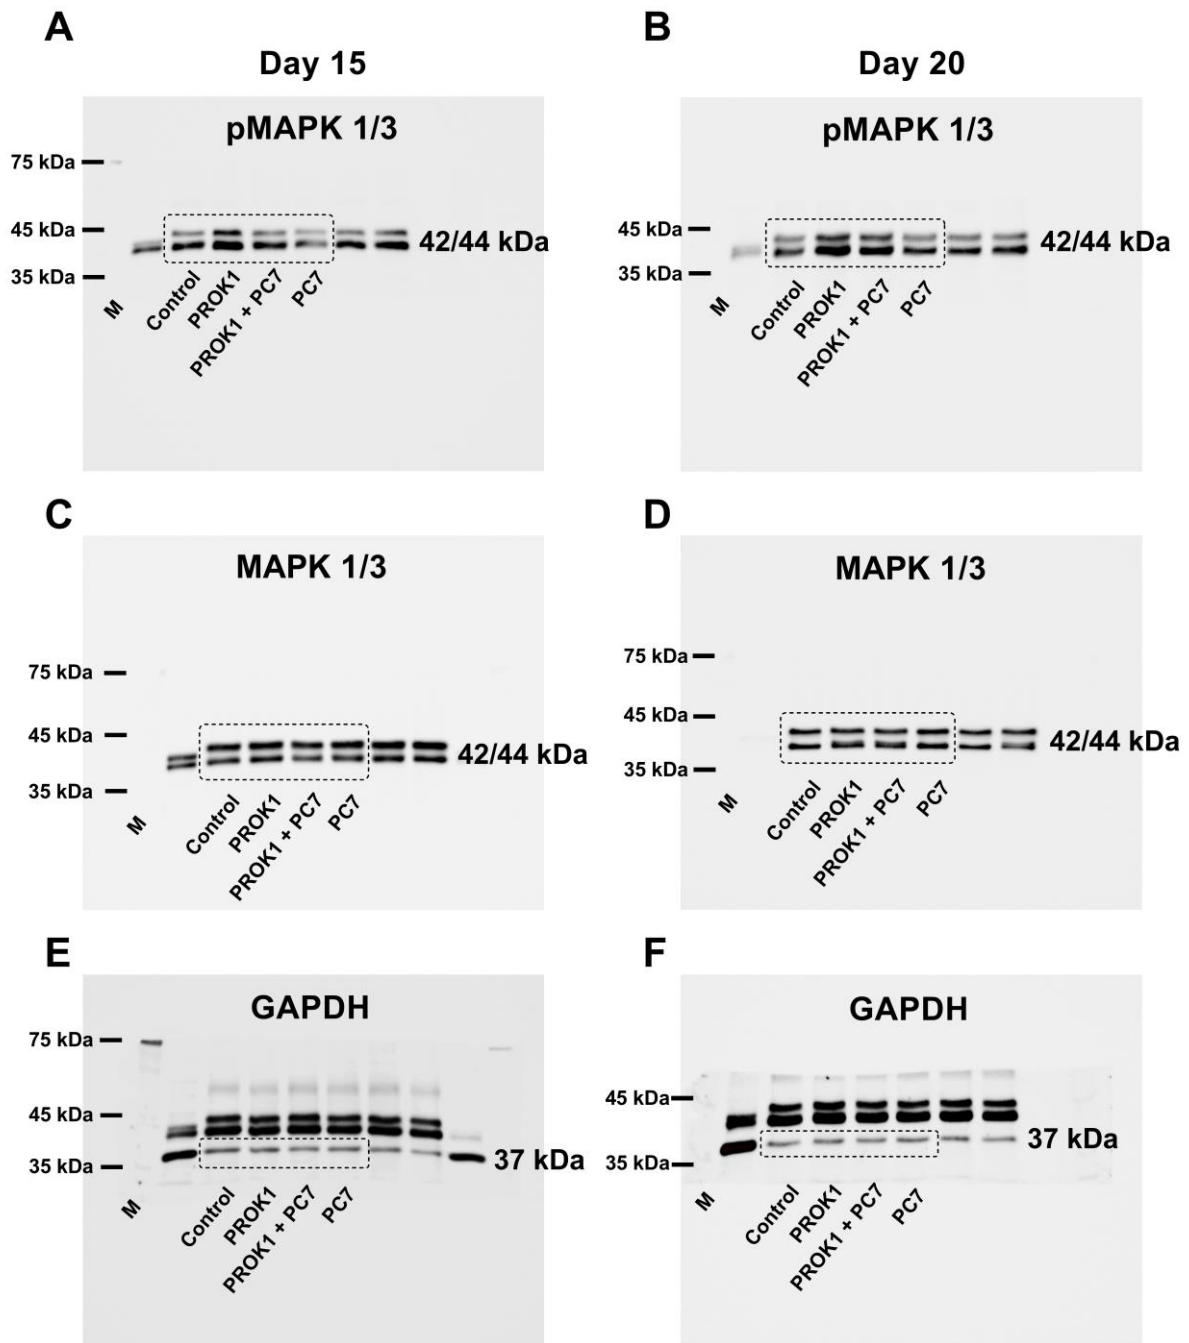 A
Day 15
pMAPK 1/3
75 kDa
45 kDa
42/44 kDa
35 kDa
M
Control
PROK1
PROK1 + PC7
PC7
B
Day 20
pMAPK 1/3
45 kDa
42/44 kDa
35 kDa
M
Control
PROK1
PROK1 + PC7
PC7
C
MAPK 1/3
75 kDa
45 kDa
42/44 kDa
35 kDa
M
Control
PROK1
PROK1 + PC7
PC7
D
MAPK 1/3
75 kDa
45 kDa
42/44 kDa
35 kDa
M
Control
PROK1
PROK1 + PC7
PC7
E
GAPDH
75 kDa
45 kDa
37 kDa
35 kDa
M
Control
PROK1
PROK1 + PC7
PC7
F
GAPDH
45 kDa
37 kDa
35 kDa
M
Control
PROK1
PROK1 + PC7
PC7